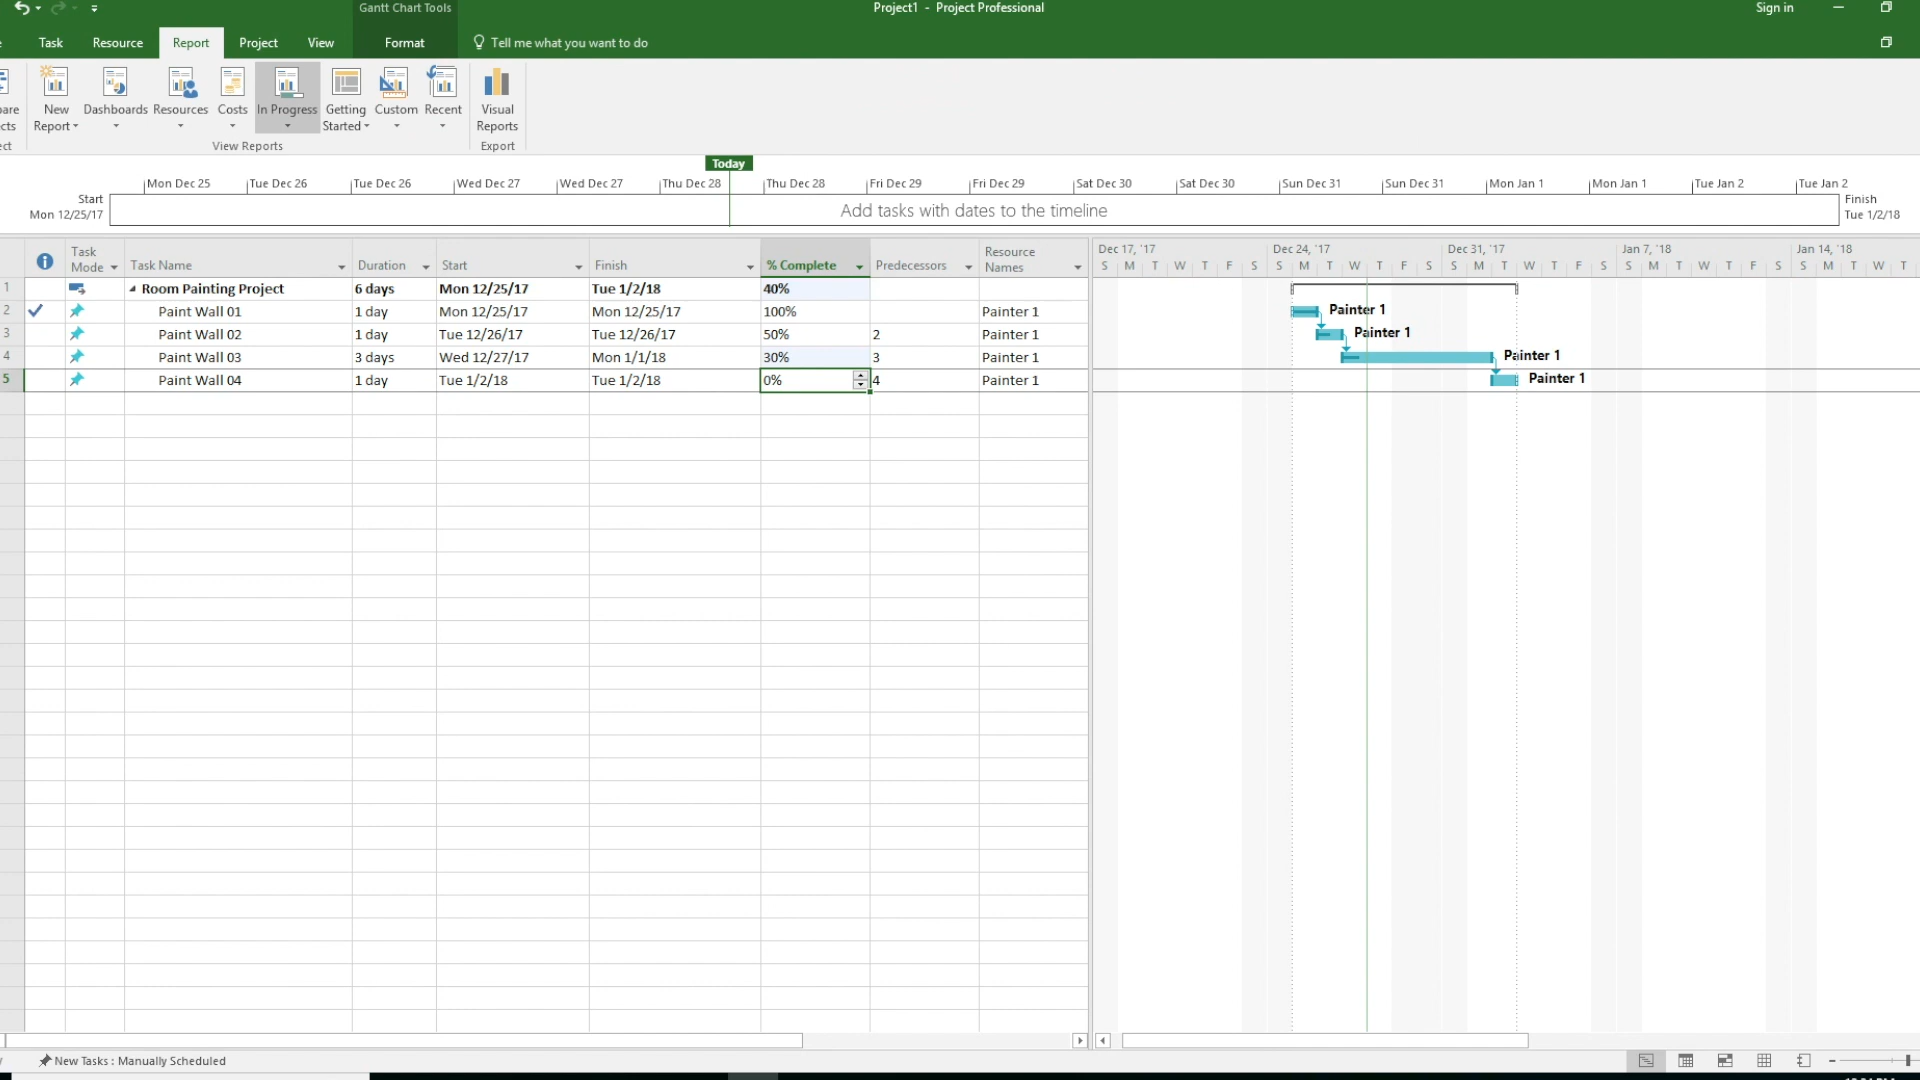 Gantt Chart Tools
Project1 - Project Professional
Sign in
Task Resource Report Project View Format Tell me what you want to do
New Report
Dashboards
Resources
Costs
In Progress
Getting Started
Custom
Recent
Visual Reports
View Reports
Export
Today
Mon Dec 25 Tue Dec 26 Tue Dec 26 Wed Dec 27 Wed Dec 27 Thu Dec 28 Thu Dec 28 Fri Dec 29 Fri Dec 29 Sat Dec 30 Sat Dec 30 Sun Dec 31 Sun Dec 31 Mon Jan 1 Mon Jan 1 Tue Jan 2 Tue Jan 2
Start
Mon 12/25/17
Add tasks with dates to the timeline
Finish
Tue 1/2/18
Task Mode Task Name Duration Start Finish % Complete Predecessors Resource Names
Dec 17, '17 Dec 24, '17 Dec 31, '17 Jan 7, '18 Jan 14, '18
S M T W T F S S M T W T F S S M T W T F S S M T W T F S S M T W T
1 Room Painting Project 6 days Mon 12/25/17 Tue 1/2/18 40%
2 Paint Wall 01 1 day Mon 12/25/17 Mon 12/25/17 100% Painter 1 Painter 1
3 Paint Wall 02 1 day Tue 12/26/17 Tue 12/26/17 50% 2 Painter 1 Painter 1
4 Paint Wall 03 3 days Wed 12/27/17 Mon 1/1/18 30% 3 Painter 1 Painter 1
5 Paint Wall 04 1 day Tue 1/2/18 Tue 1/2/18 0% 4 Painter 1 Painter 1
New Tasks : Manually Scheduled